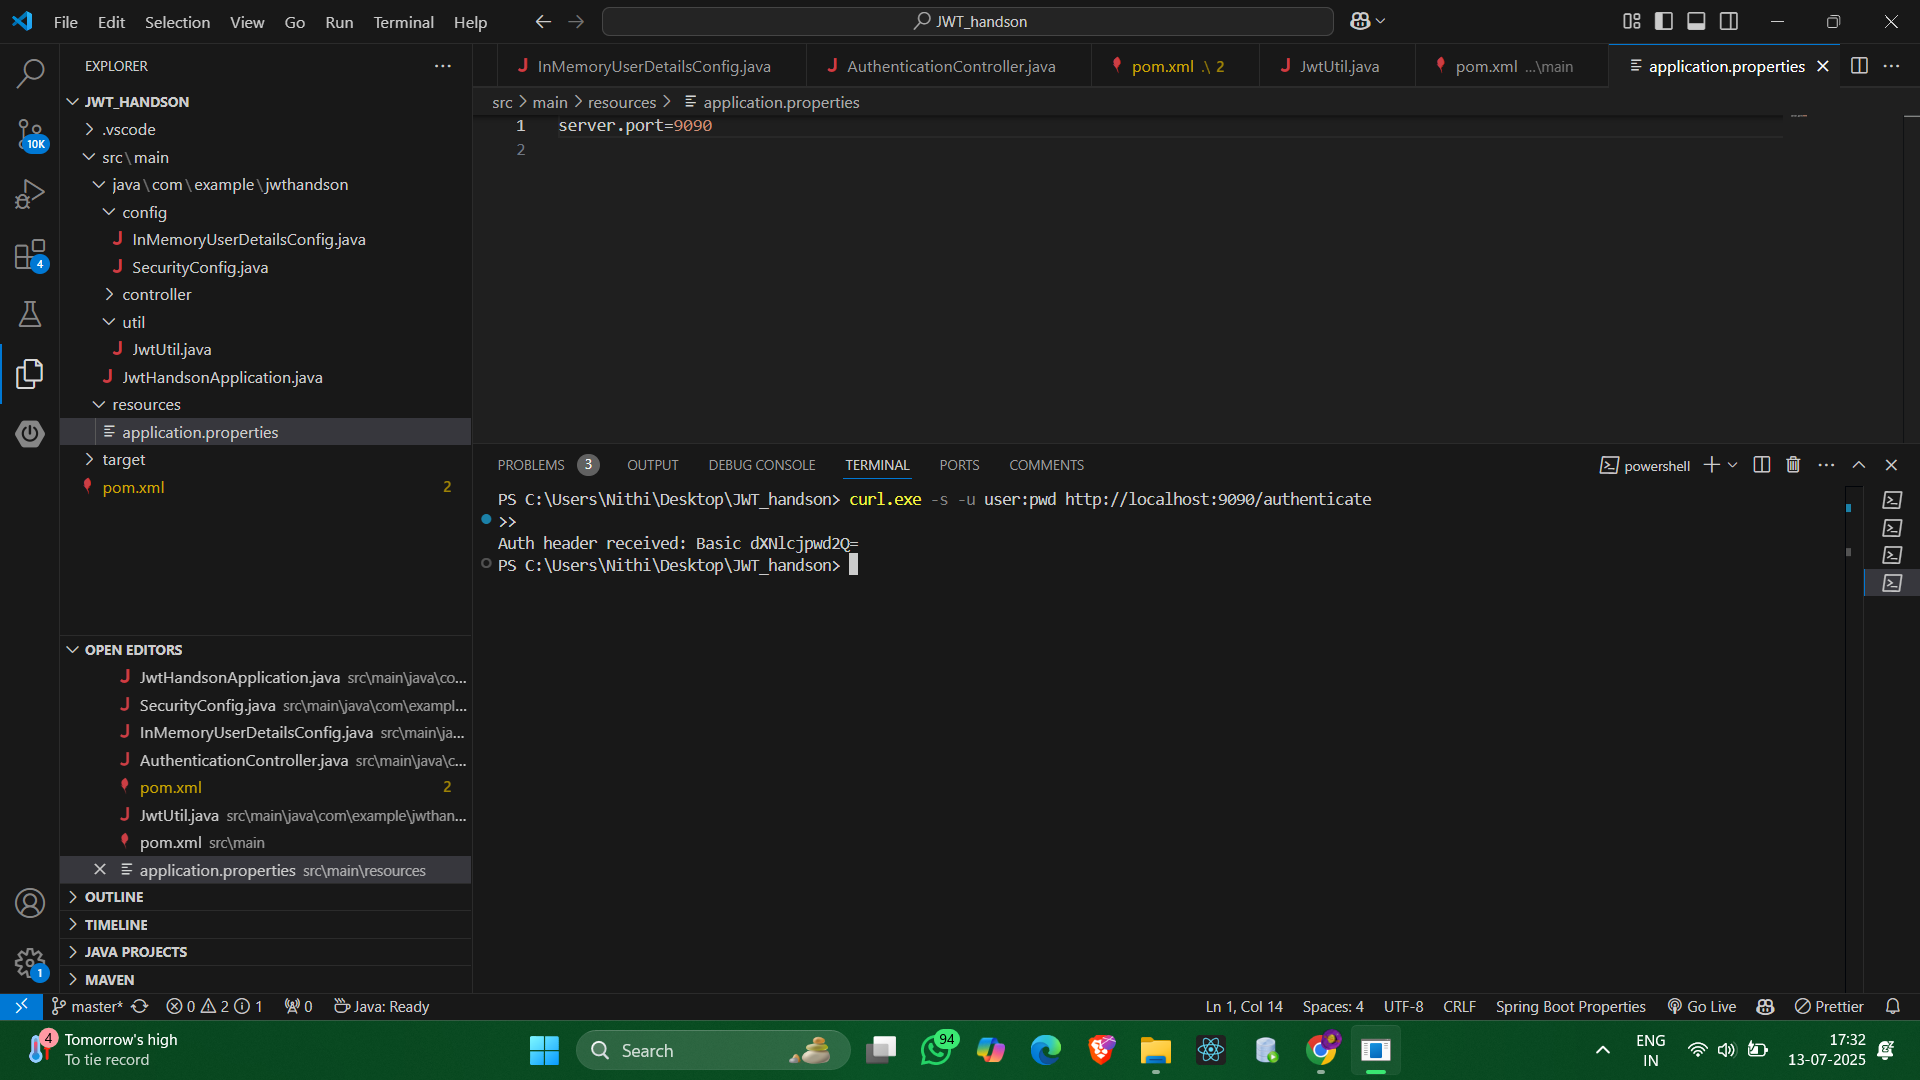 File Edit Selection View Go Run Terminal Help
JWT_handson
EXPLORER
JWT_HANDSON
.vscode
src\main
java\com\example\jwthandson
config
InMemoryUserDetailsConfig.java
SecurityConfig.java
controller
util
JwtUtil.java
JwtHandsonApplication.java
resources
application.properties
target
pom.xml 2
10K
4
1
OPEN EDITORS
JwtHandsonApplication.java src\main\java\co...
SecurityConfig.java src\main\java\com\exampl...
InMemoryUserDetailsConfig.java src\main\ja...
AuthenticationController.java src\main\java\c...
pom.xml 2
JwtUtil.java src\main\java\com\example\jwthan...
pom.xml src\main
application.properties src\main\resources
OUTLINE
TIMELINE
JAVA PROJECTS
MAVEN
InMemoryUserDetailsConfig.java AuthenticationController.java pom.xml .\ 2 JwtUtil.java pom.xml ...\main application.properties
src > main > resources > application.properties
1 server.port=9090
2
PROBLEMS 3 OUTPUT DEBUG CONSOLE TERMINAL PORTS COMMENTS
powershell
PS C:\Users\Nithi\Desktop\JWT_handson> curl.exe -s -u user:pwd http://localhost:9090/authenticate
>>
Auth header received: Basic dXNlcjpwd2Q=
PS C:\Users\Nithi\Desktop\JWT_handson>
master* 0 2 1 0 Java: Ready
Ln 1, Col 14 Spaces: 4 UTF-8 CRLF Spring Boot Properties Go Live Prettier
4
Tomorrow's high
To tie record
Search
94
ENG
IN
17:32
13-07-2025